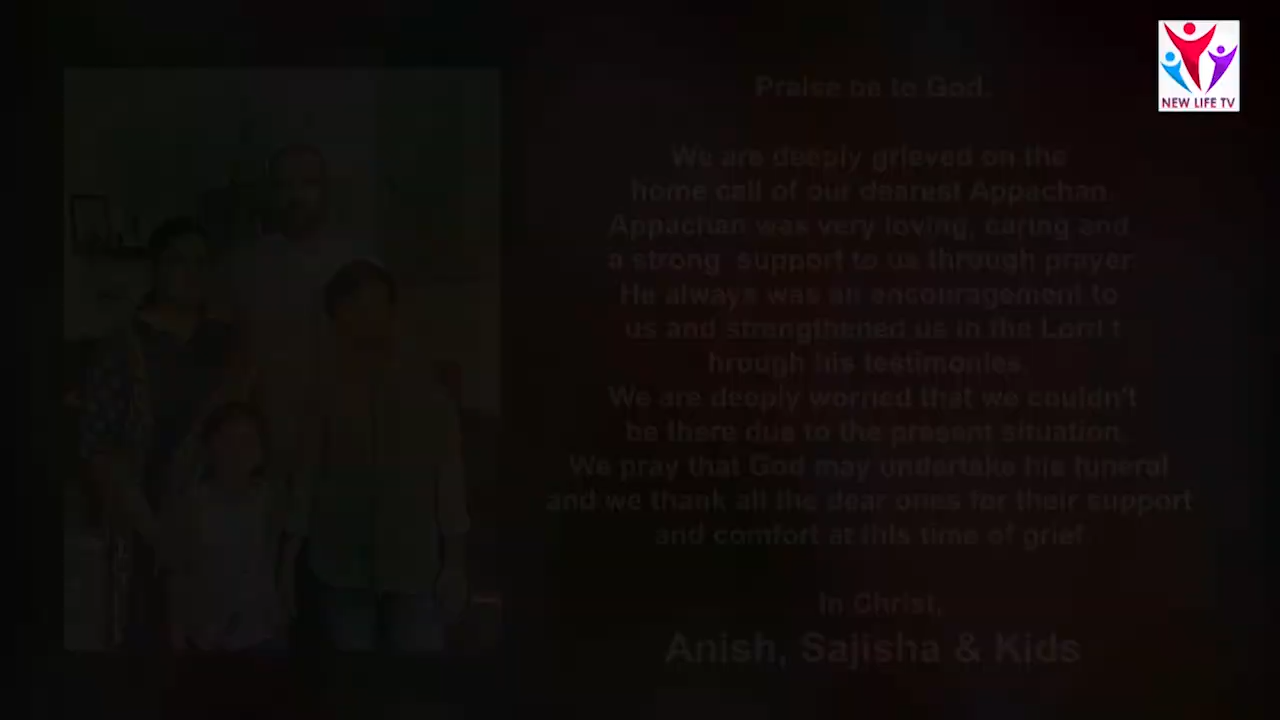 NEW LIFE TV
Praise on to God.
We are deeply grieved on the
home call of our dearest Appachan.
Appachan was very loving, caring and
a strong support to us through prayer.
He always was an encouragement to
us and strengthened us in the Lord t
hrough his testimonies.
We are deeply worried that we couldn't
be there due to the present situation,
We pray that God may undertake his funeral
and we thank all the dear ones for their support
and comfort at this time of grief.
In Christ,
Anish, Sajisha & Kids